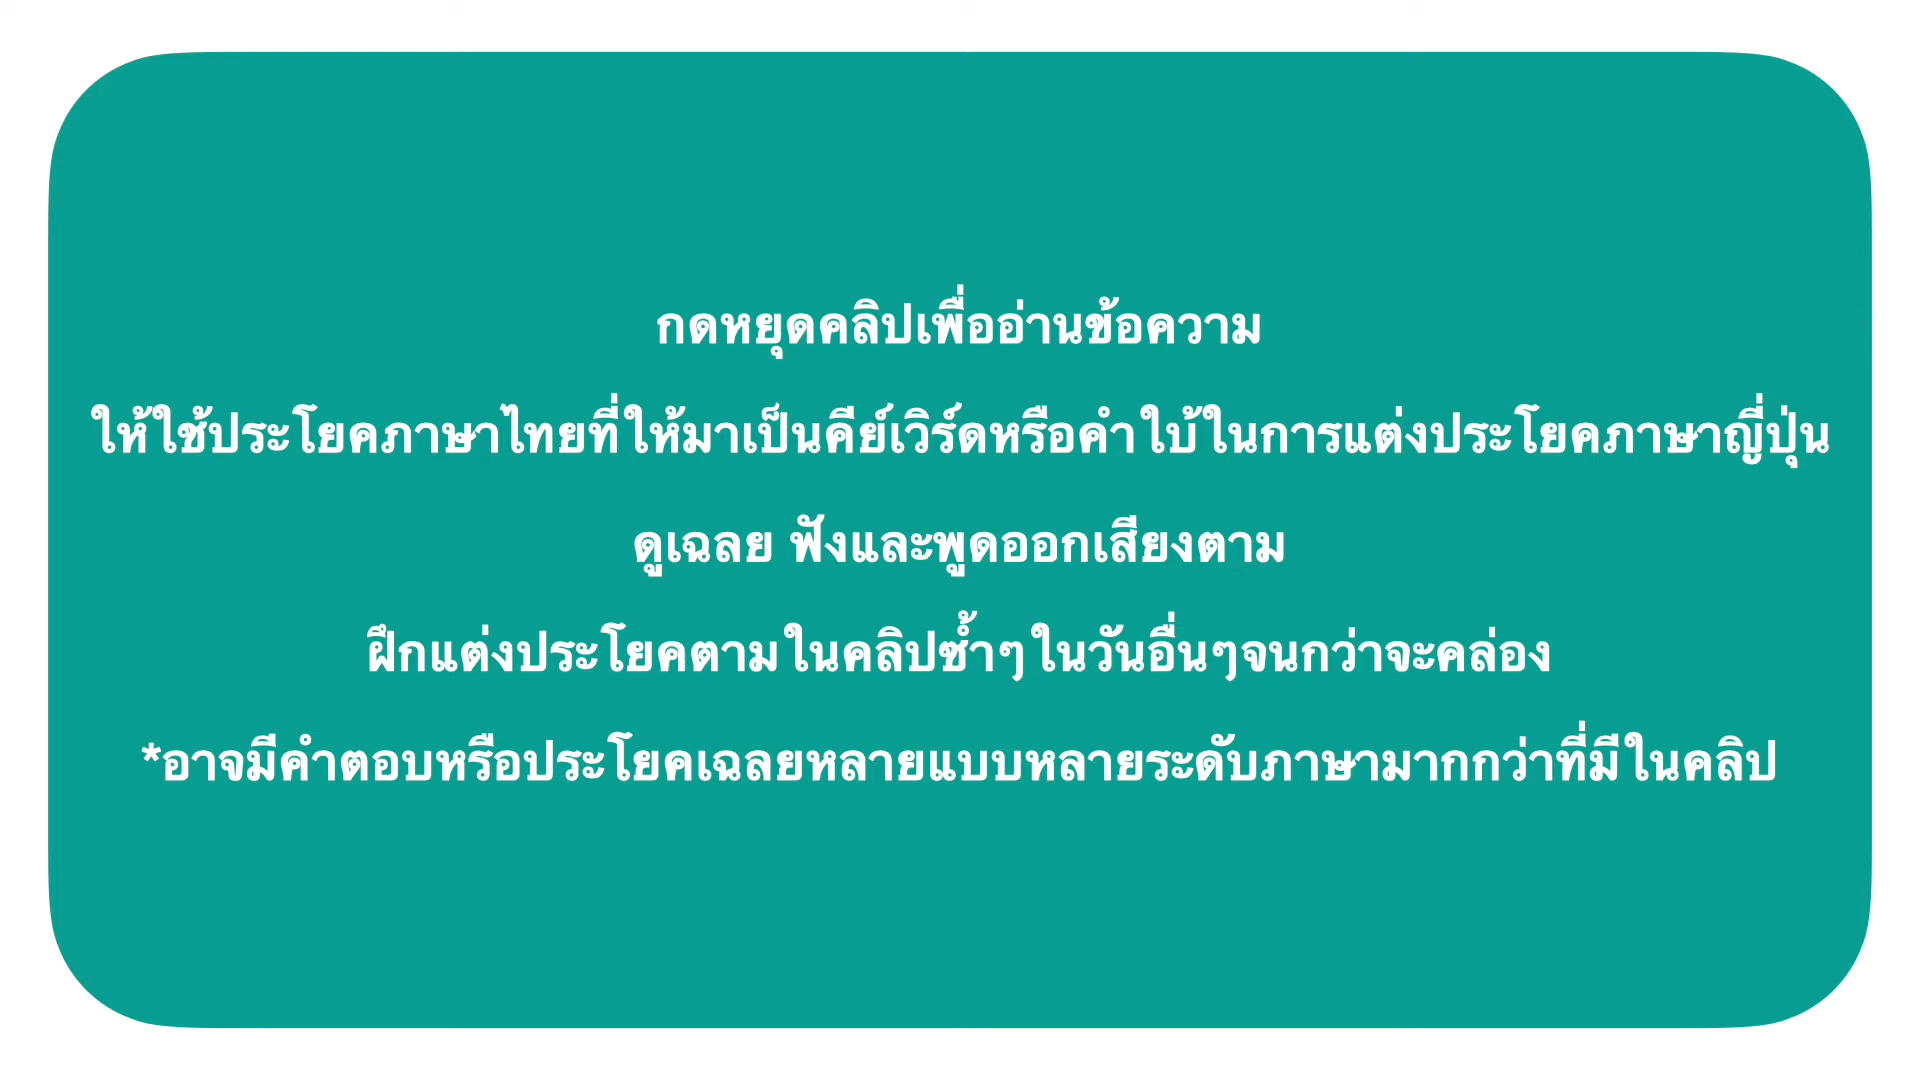 กดหยุดคลิปเพื่ออ่านข้อความ
ให้ใช้ประโยคภาษาไทยที่ให้มาเป็นคีย์เวิร์ดหรือคำใบ้ในการแต่งประโยคภาษาญี่ปุ่น
ดูเฉลย ฟังและพูดออกเสียงตาม
ฝึกแต่งประโยคตามในคลิปซ้ำๆในวันอื่นๆจนกว่าจะคล่อง
*อาจมีคำตอบหรือประโยคเฉลยหลายแบบหลายระดับภาษามากกว่าที่มีในคลิป